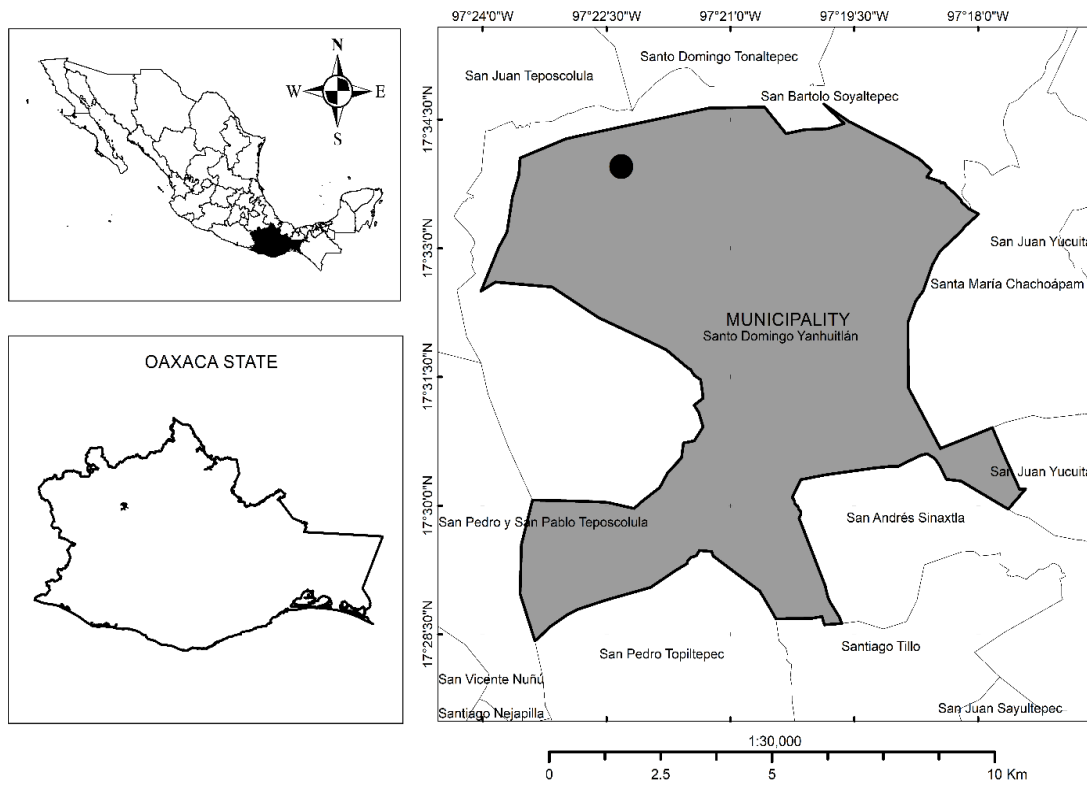 N
W E
S
OAXACA STATE
97°24'0"W 97°22'30"W 97°21'0"W 97°19'30"W 97°18'0"W
17°34'30"N
17°33'0"N
17°31'30"N
17°30'0"N
17°28'30"N
Santo Domingo Tonaltepec
San Juan Teposcolula
San Bartolo Soyaltepec
San Juan Yucuita
Santa María Chachoápam
MUNICIPALITY
Santo Domingo Yanhuitlán
San Juan Yucuita
San Pedro y San Pablo Teposcolula
San Andrés Sinaxtla
Santiago Tillo
San Pedro Topiltepec
San Vicente Nuñú
Santiago Nejapilla
San Juan Sayultepec
1:30,000
0 2.5 5 10 Km